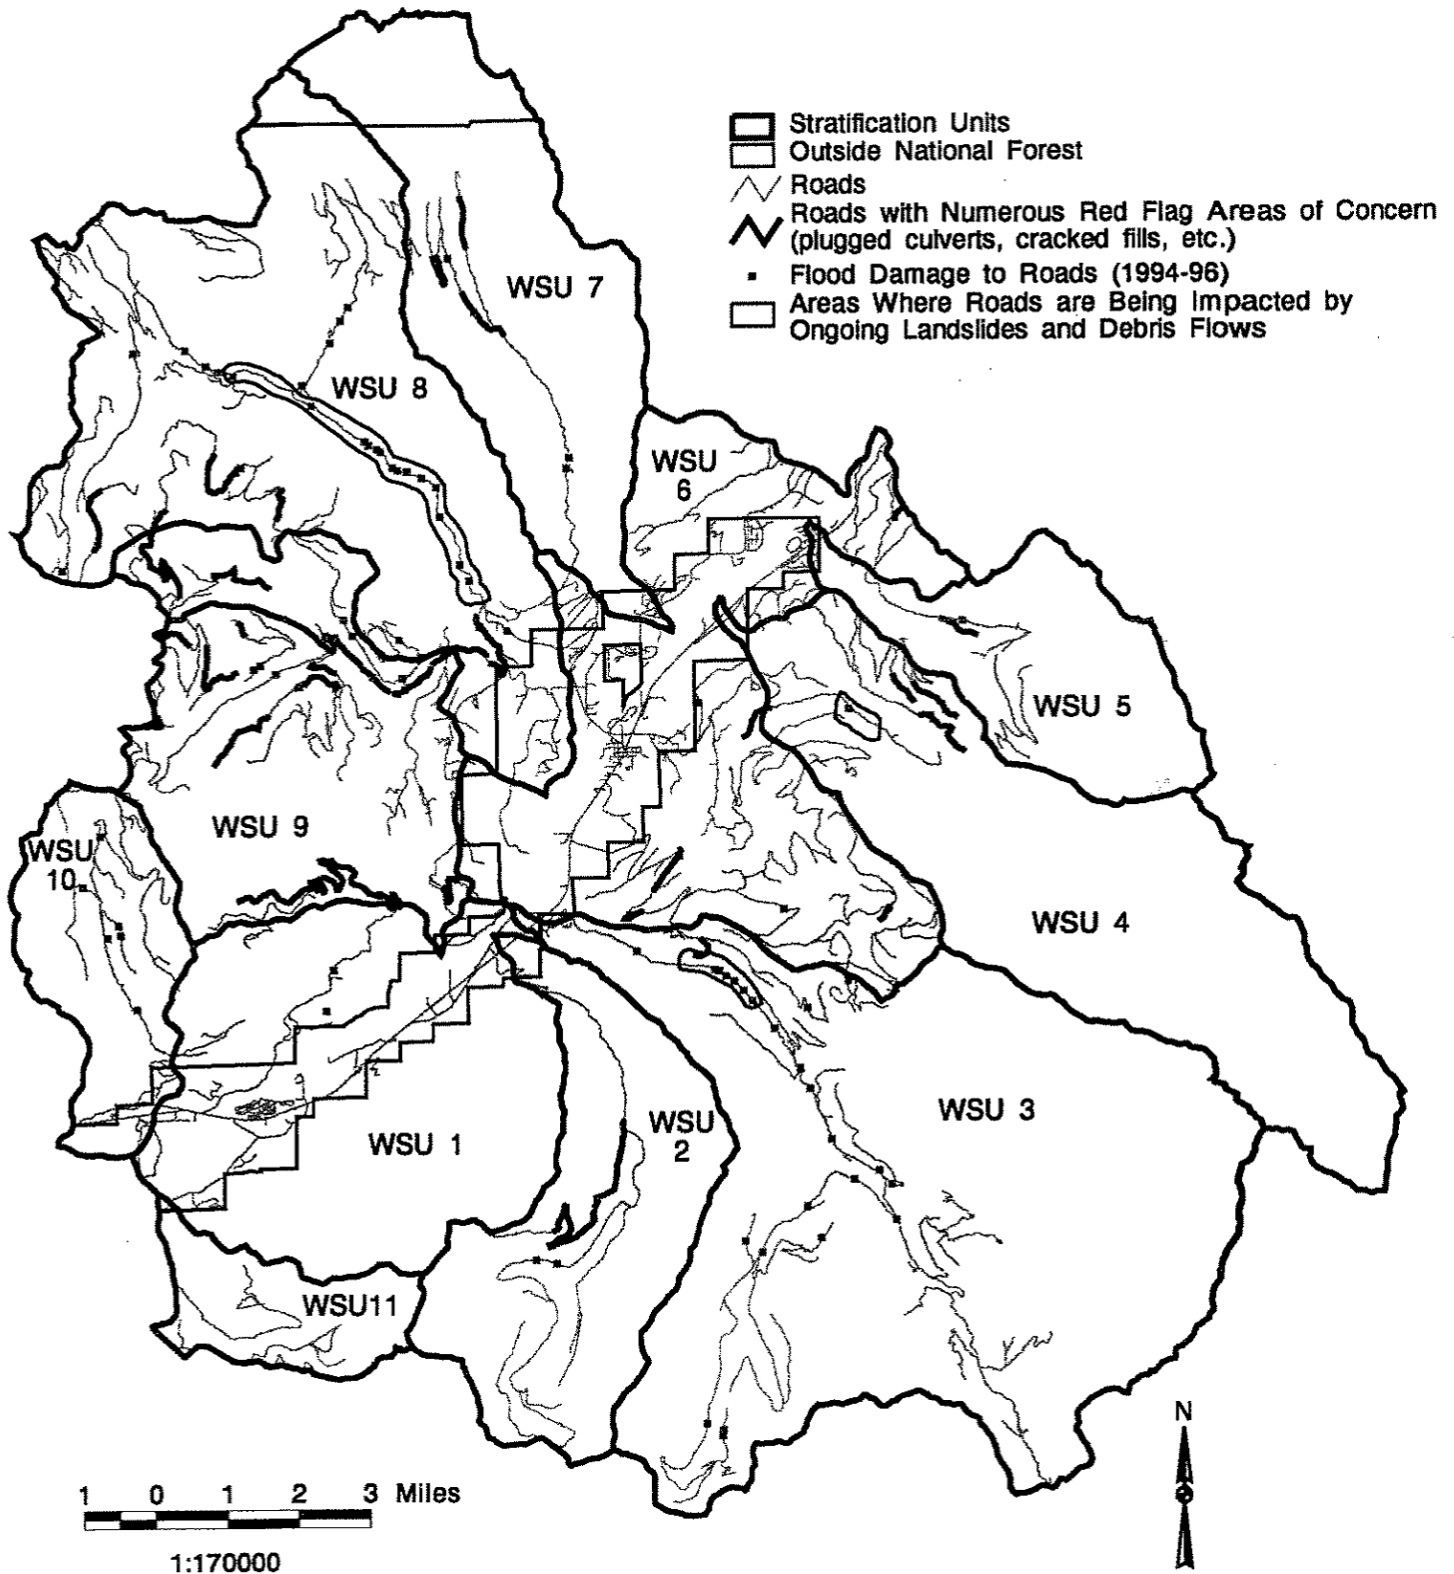 Stratification Units
Outside National Forest
Roads
Roads with Numerous Red Flag Areas of Concern
(plugged culverts, cracked fills, etc.)
Flood Damage to Roads (1994-96)
Areas Where Roads are Being Impacted by
Ongoing Landslides and Debris Flows
WSU 7
WSU 8
WSU
6
WSU 5
WSU 9
WSU
10
WSU 4
WSU 3
WSU
2
WSU 1
WSU11
N
1 0 1 2 3 Miles
1:170000